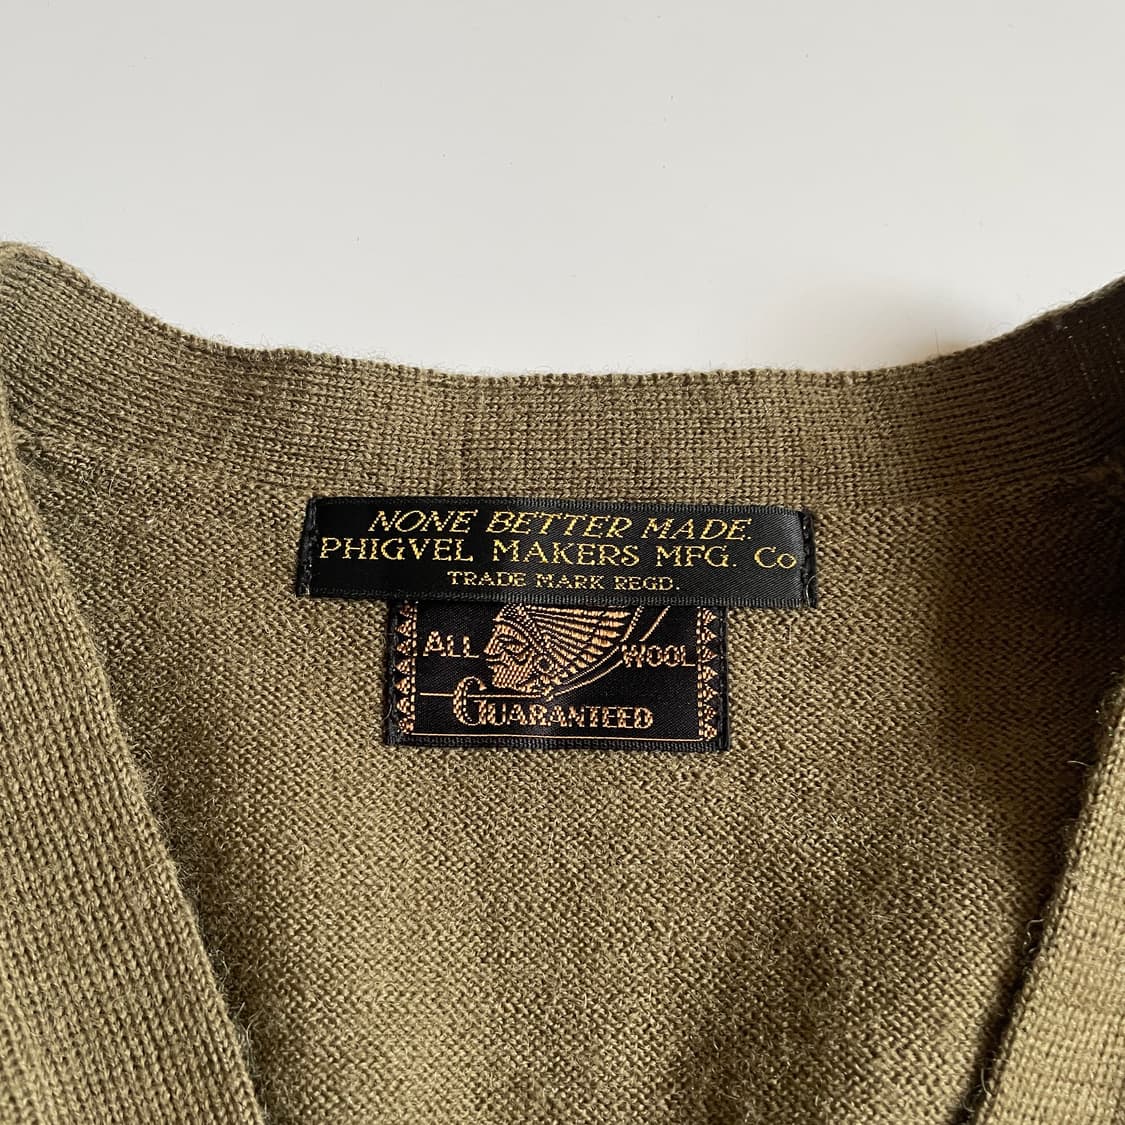 NONE BETTER MADE.
PHIGVEL MAKERS MFG. Co
TRADE MARK REGD.
ALL WOOL
GUARANTEED